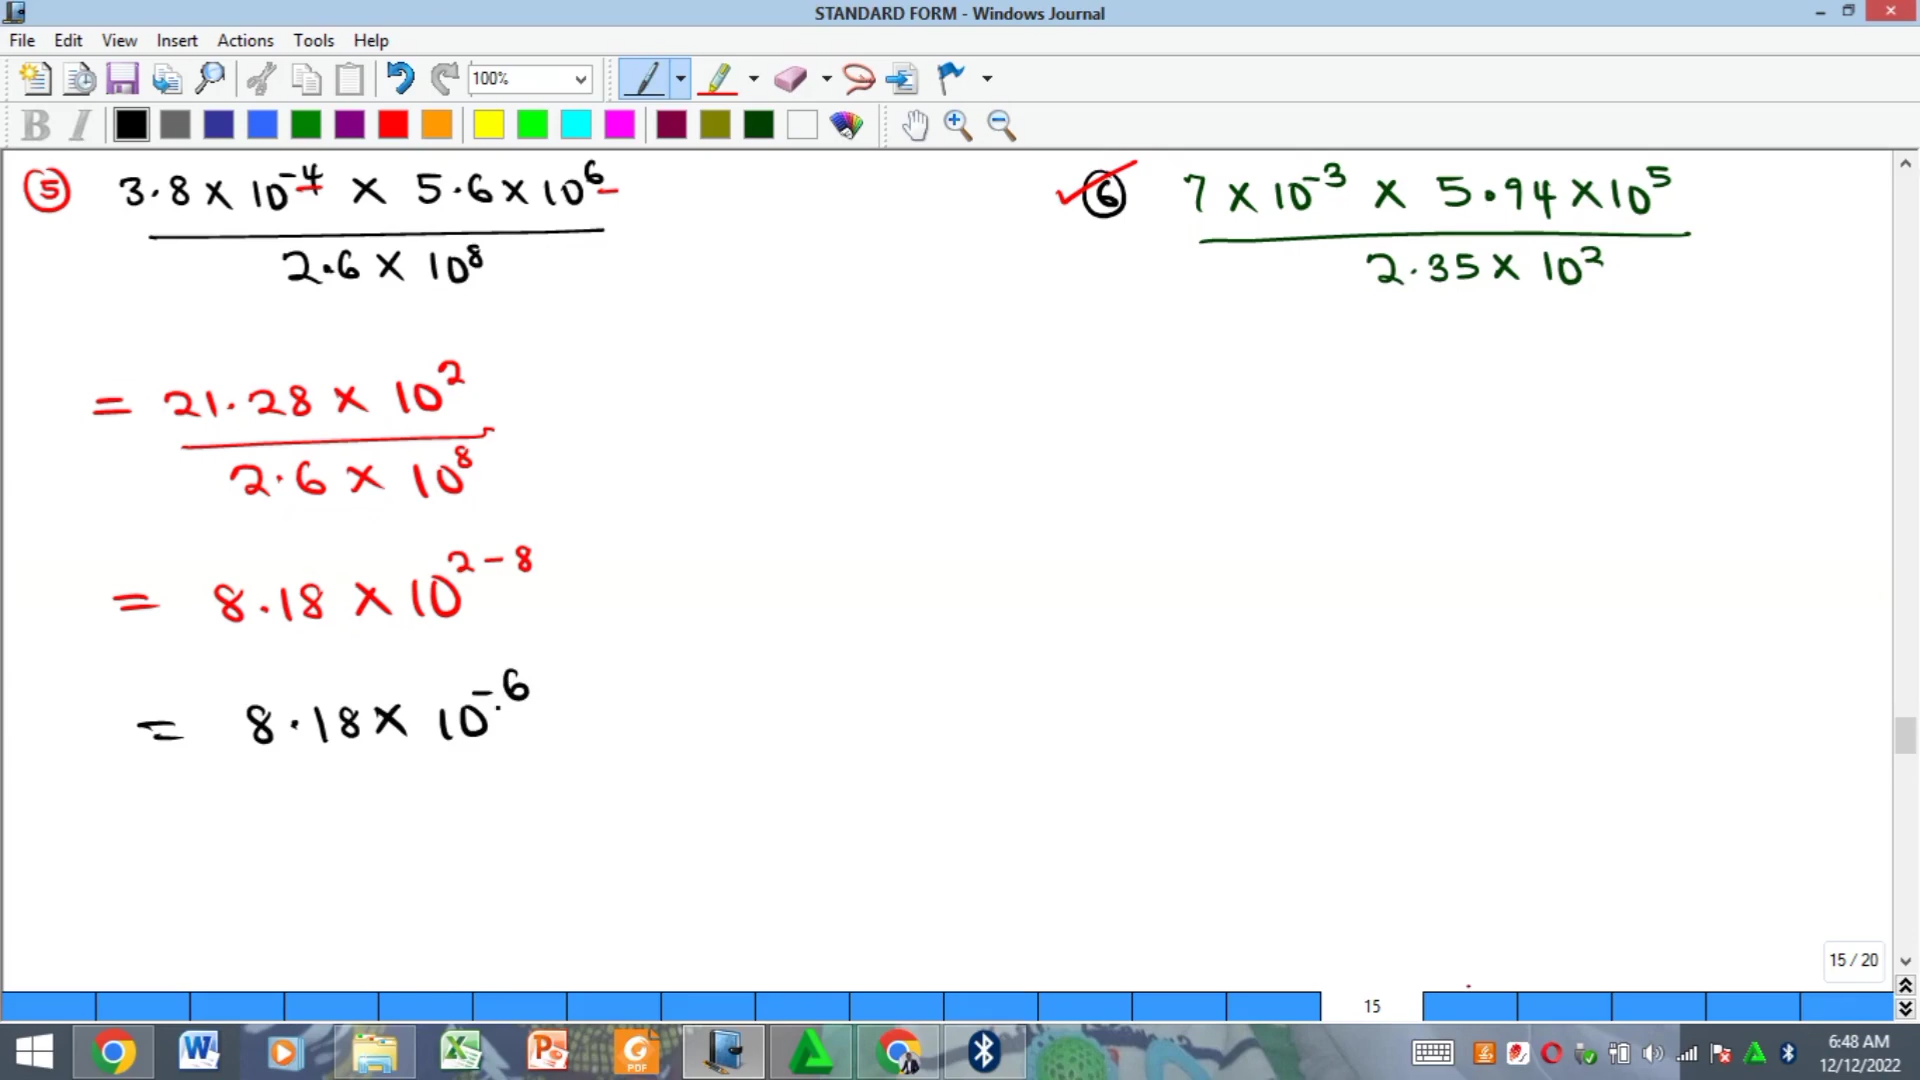 STANDARD FORM - Windows Journal
File Edit View Insert Actions Tools Help
100%
B I
⑤ 3.8 × 10⁻⁴ × 5.6 × 10⁶
2.6 × 10⁸
= 21.28 × 10²
2.6 × 10⁸
= 8.18 × 10²⁻⁸
= 8.18 × 10⁻⁶
⑥ 7 × 10⁻³ × 5.94 × 10⁵
2.35 × 10²
15 / 20
15
PDF
6:48 AM
12/12/2022